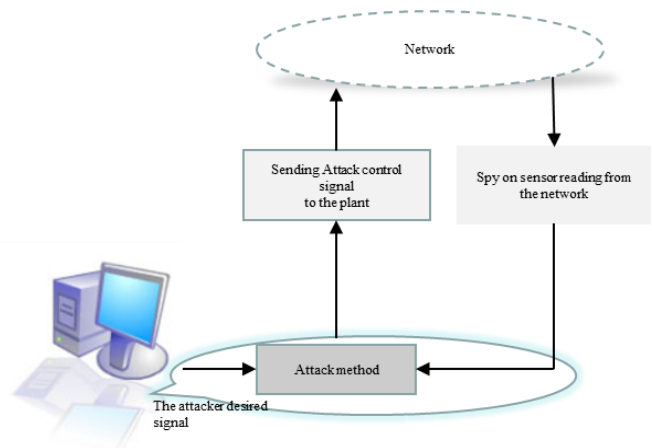 Network
Sending Attack control
signal
to the plant
Spy on sensor reading from
the network
Attack method
The attacker desired
signal